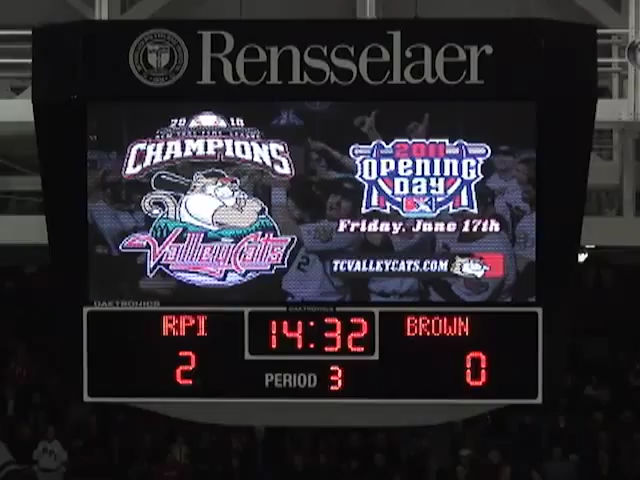 Rensselaer
2010
CHAMPIONS
ValleyCats
2011
OPENING
DAY
Friday, June 17th
TCVALLEYCATS.COM
DAKTRONICS
RPI
14:32
BROWN
2
PERIOD 3
0
RPI